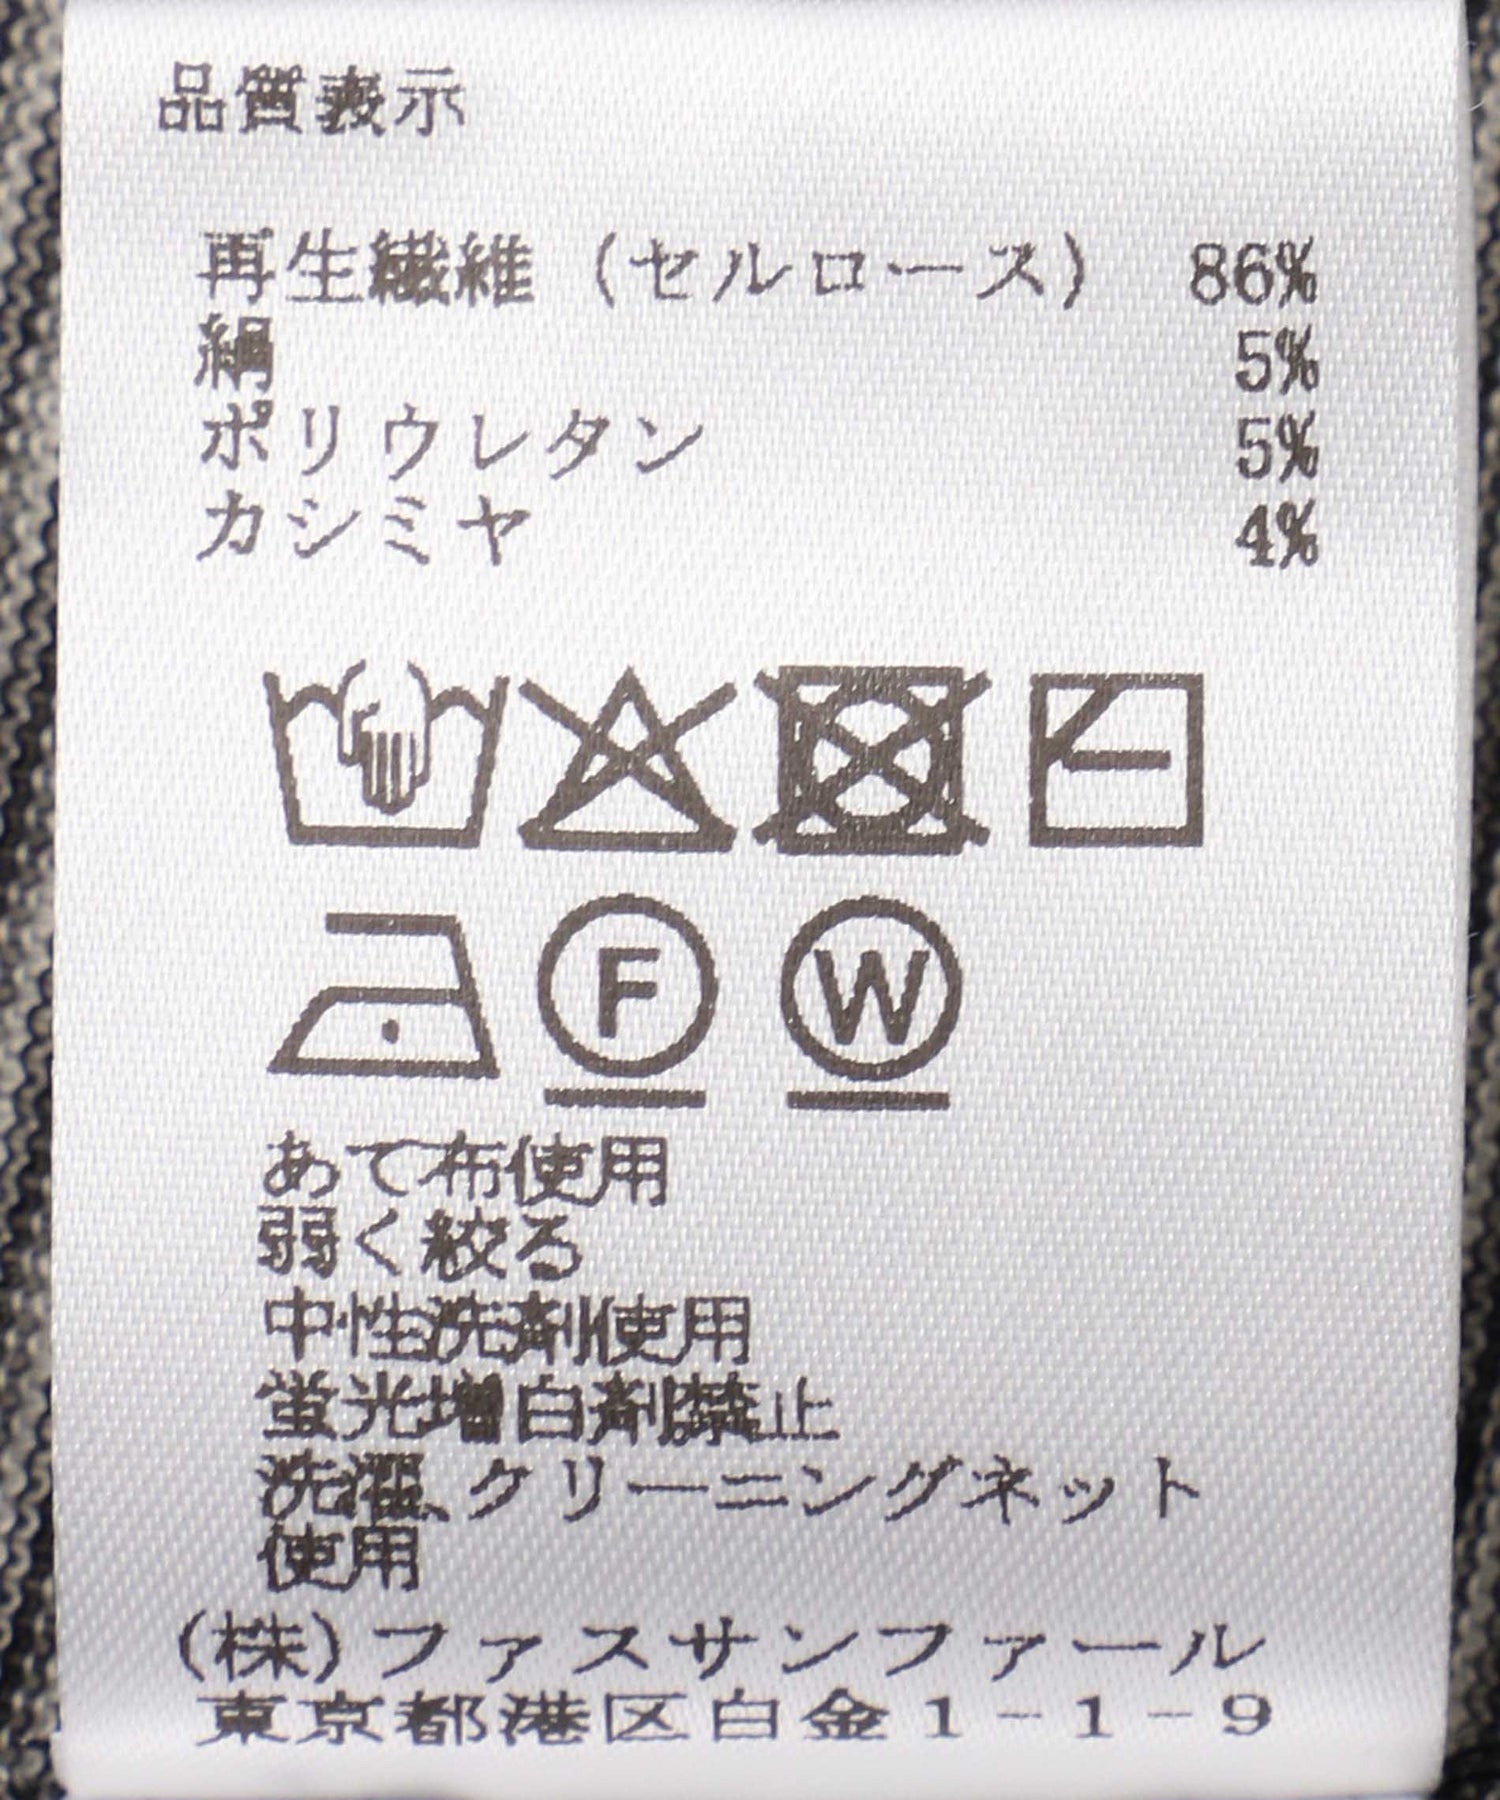 品質表示
再生繊維（セルロース） 86%
絹 5%
ポリウレタン 5%
カシミヤ 4%
F W
あて布使用
弱く絞る
中性洗剤使用
蛍光増白剤禁止
洗濯、クリーニングネット
使用
(株)ファスサンファール
東京都港区白金1-1-9